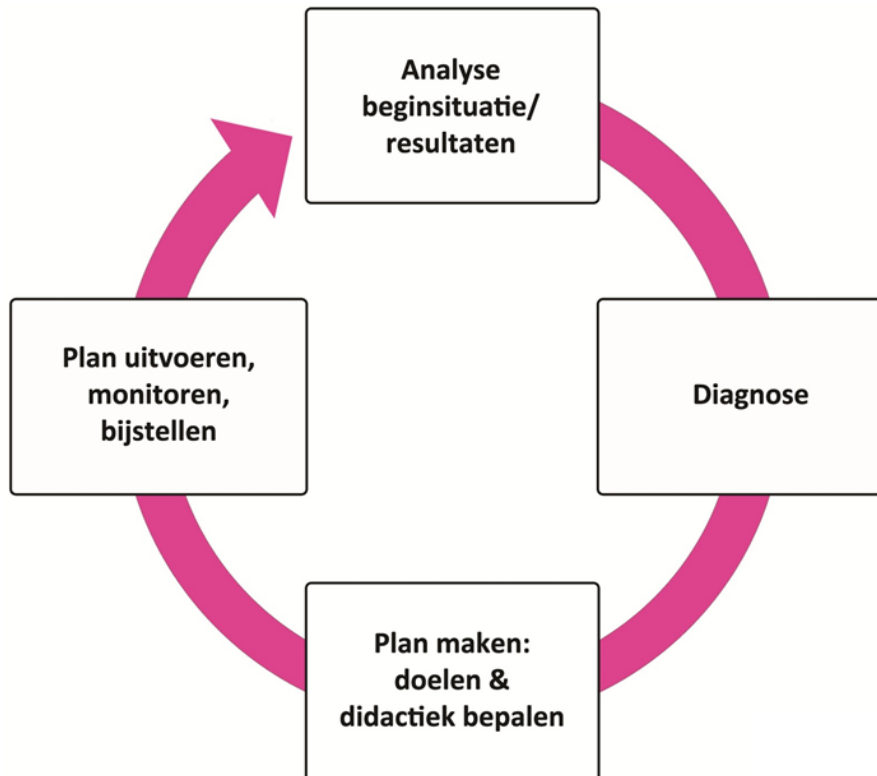 Analyse
beginsituatie/
resultaten
Diagnose
Plan maken:
doelen &
didactiek bepalen
Plan uitvoeren,
monitoren,
bijstellen